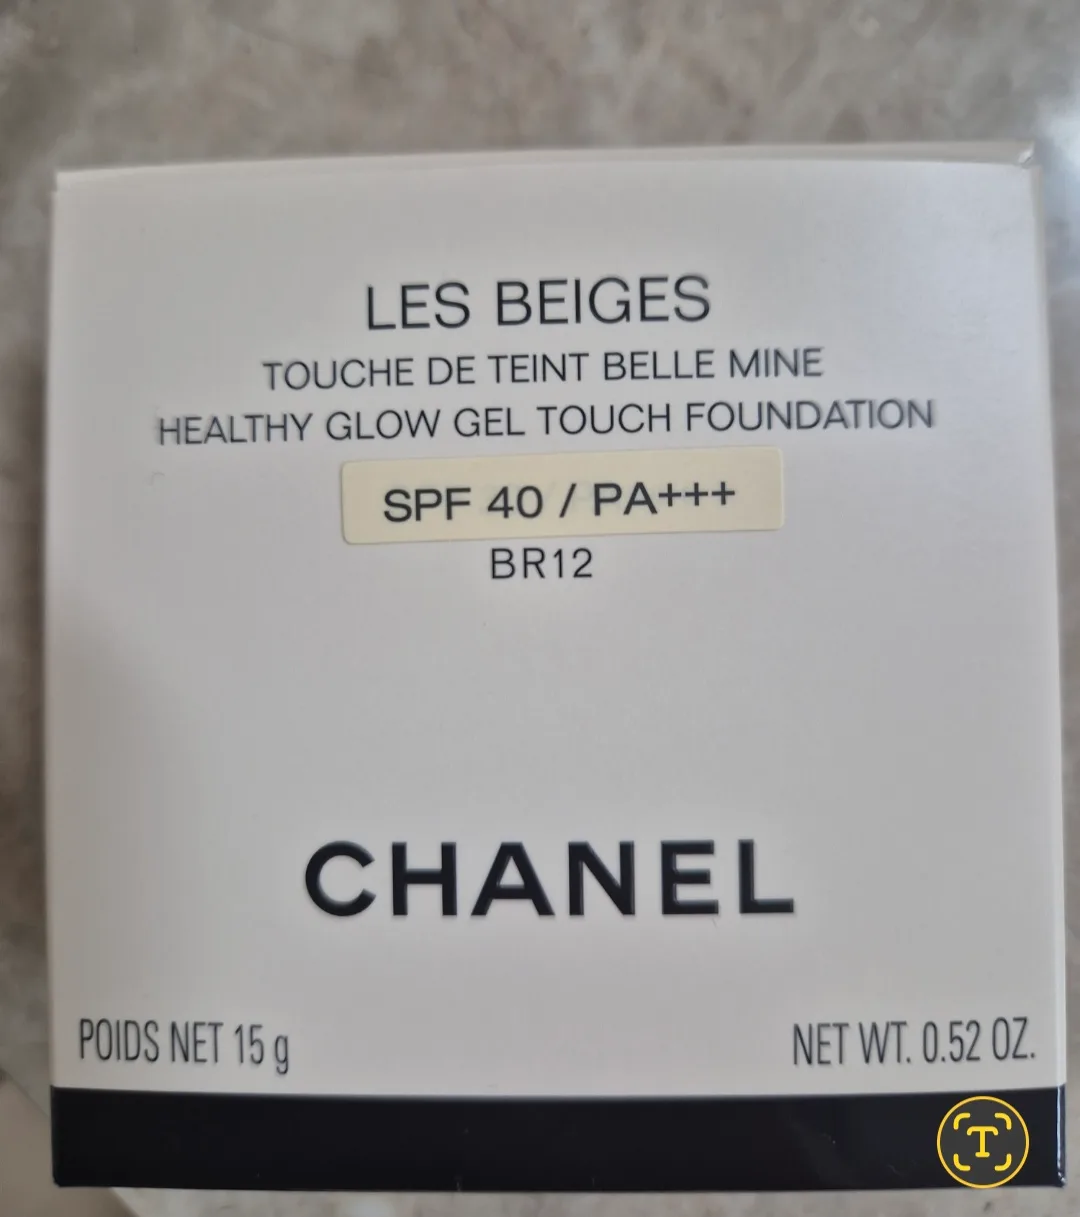 LES BEIGES
TOUCHE DE TEINT BELLE MINE
HEALTHY GLOW GEL TOUCH FOUNDATION
SPF 40 / PA+++
BR12
CHANEL
POIDS NET 15 g
NET WT. 0.52 OZ.